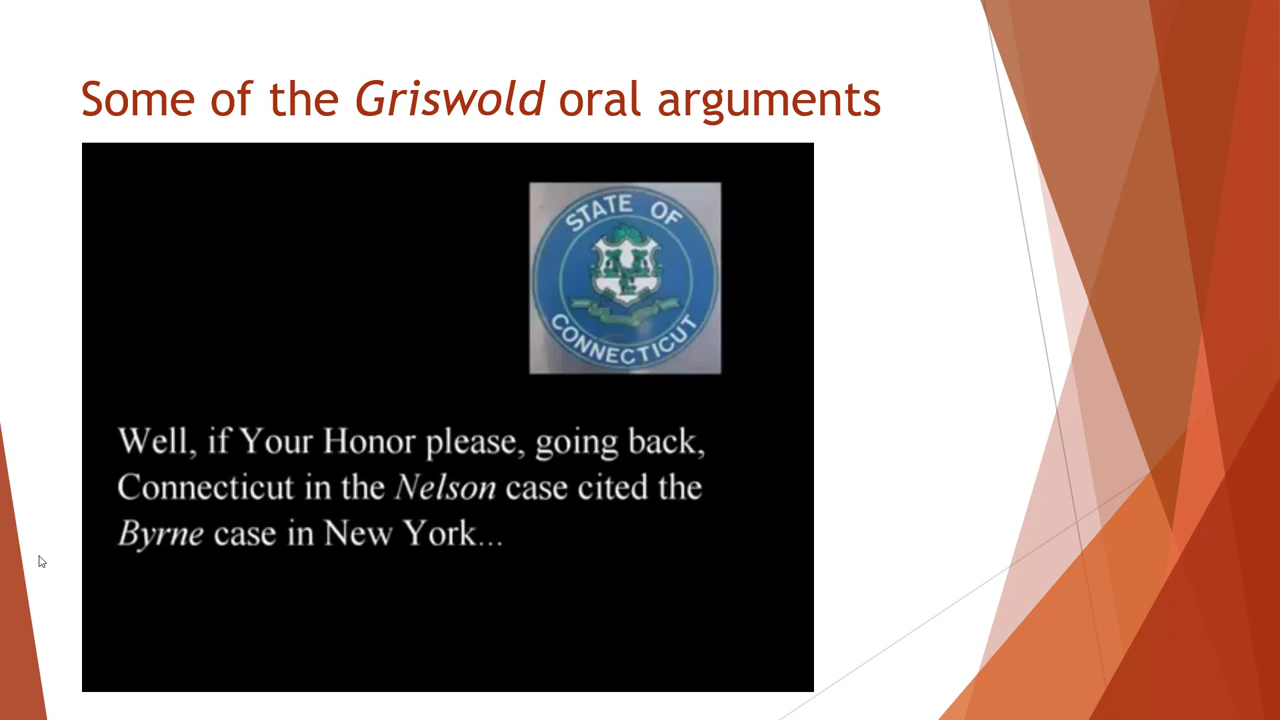 Some of the Griswold oral arguments
STATE OF
CONNECTICUT
Well, if Your Honor please, going back,
Connecticut in the Nelson case cited the
Byrne case in New York...